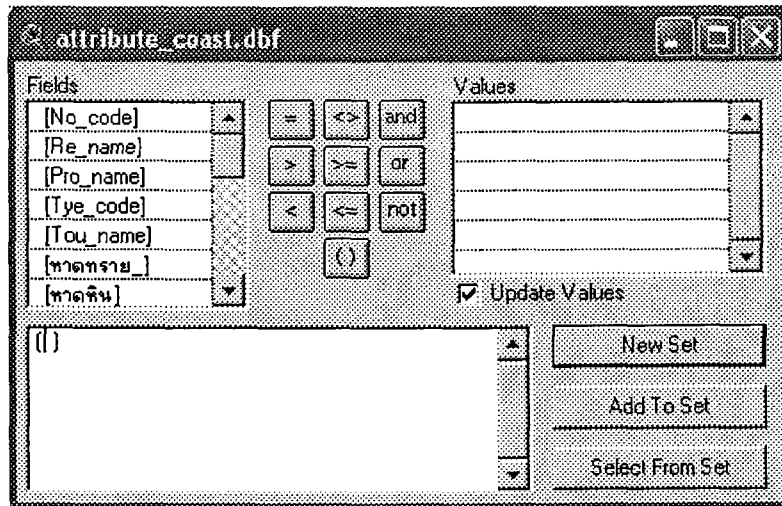 attribute_coast.dbf
Fields
Values
[No_code]
[Re_name]
[Pro_name]
[Tye_code]
[Tou_name]
[หาดทราย_]
[หาดหิน]
= <> and
> >= or
< <= not
()
Update Values
()
New Set
Add To Set
Select From Set